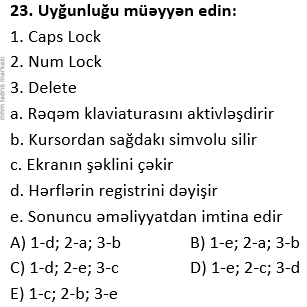 23. Uyğunluğu müəyyən edin:
1. Caps Lock
2. Num Lock
3. Delete
a. Rəqəm klaviaturasını aktivləşdirir
b. Kursordan sağdakı simvolu silir
c. Ekranın şəklini çəkir
d. Hərflərin registrini dəyişir
e. Sonuncu əməliyyatdan imtina edir
A) 1-d; 2-a; 3-b B) 1-e; 2-a; 3-b
C) 1-d; 2-e; 3-c D) 1-e; 2-c; 3-d
E) 1-c; 2-b; 3-e